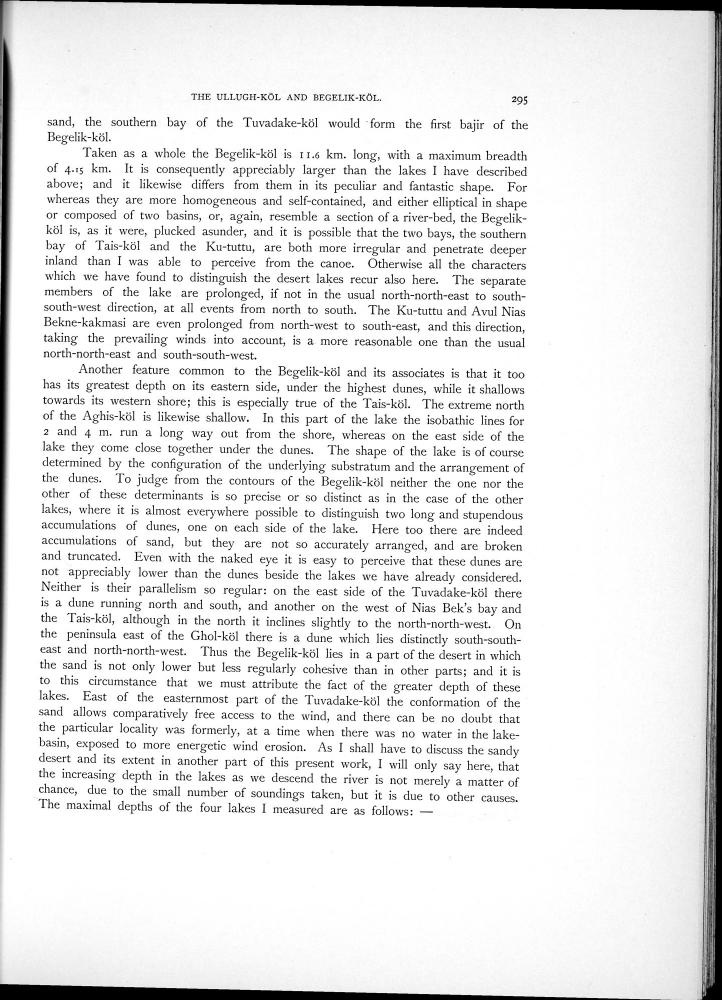 THE ULLUGH-KÖL AND BEGELIK-KÖL. 295
sand, the southern bay of the Tuvadake-köl would form the first bajir of the
Begelik-köl.
Taken as a whole the Begelik-köl is 11.6 km. long, with a maximum breadth
of 4.15 km. It is consequently appreciably larger than the lakes I have described
above; and it likewise differs from them in its peculiar and fantastic shape. For
whereas they are more homogeneous and self-contained, and either elliptical in shape
or composed of two basins, or, again, resemble a section of a river-bed, the Begelik-
köl is, as it were, plucked asunder, and it is possible that the two bays, the southern
bay of Tais-köl and the Ku-tuttu, are both more irregular and penetrate deeper
inland than I was able to perceive from the canoe. Otherwise all the characters
which we have found to distinguish the desert lakes recur also here. The separate
members of the lake are prolonged, if not in the usual north-north-east to south-
south-west direction, at all events from north to south. The Ku-tuttu and Avul Nias
Bekne-kakmasi are even prolonged from north-west to south-east, and this direction,
taking the prevailing winds into account, is a more reasonable one than the usual
north-north-east and south-south-west.
Another feature common to the Begelik-köl and its associates is that it too
has its greatest depth on its eastern side, under the highest dunes, while it shallows
towards its western shore; this is especially true of the Tais-köl. The extreme north
of the Aghis-köl is likewise shallow. In this part of the lake the isobathic lines for
2 and 4 m. run a long way out from the shore, whereas on the east side of the
lake they come close together under the dunes. The shape of the lake is of course
determined by the configuration of the underlying substratum and the arrangement of
the dunes. To judge from the contours of the Begelik-köl neither the one nor the
other of these determinants is so precise or so distinct as in the case of the other
lakes, where it is almost everywhere possible to distinguish two long and stupendous
accumulations of dunes, one on each side of the lake. Here too there are indeed
accumulations of sand, but they are not so accurately arranged, and are broken
and truncated. Even with the naked eye it is easy to perceive that these dunes are
not appreciably lower than the dunes beside the lakes we have already considered.
Neither is their parallelism so regular: on the east side of the Tuvadake-köl there
is a dune running north and south, and another on the west of Nias Bek's bay and
the Tais-köl, although in the north it inclines slightly to the north-north-west. On
the peninsula east of the Ghol-köl there is a dune which lies distinctly south-south-
east and north-north-west. Thus the Begelik-köl lies in a part of the desert in which
the sand is not only lower but less regularly cohesive than in other parts; and it is
to this circumstance that we must attribute the fact of the greater depth of these
lakes. East of the easternmost part of the Tuvadake-köl the conformation of the
sand allows comparatively free access to the wind, and there can be no doubt that
the particular locality was formerly, at a time when there was no water in the lake-
basin, exposed to more energetic wind erosion. As I shall have to discuss the sandy
desert and its extent in another part of this present work, I will only say here, that
the increasing depth in the lakes as we descend the river is not merely a matter of
chance, due to the small number of soundings taken, but it is due to other causes.
The maximal depths of the four lakes I measured are as follows: —